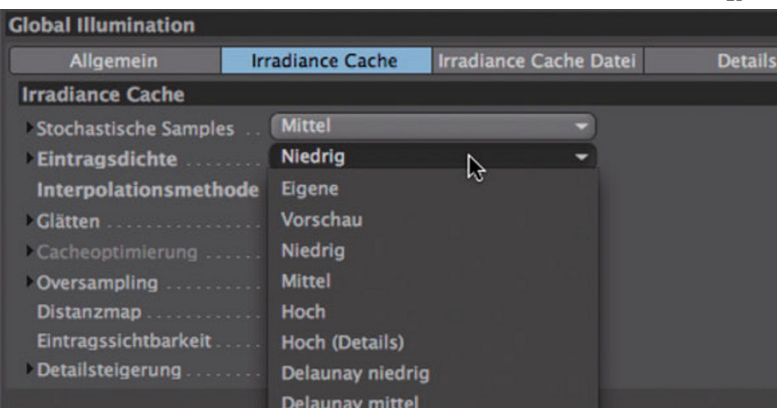 Global Illumination
Allgemein Irradiance Cache Irradiance Cache Datei Details
Irradiance Cache
Stochastische Samples . . Mittel
Eintragsdichte . . . . . . . . Niedrig
Interpolationsmethode Eigene
Glätten . . . . . . . . . . . . . . . Vorschau
Cacheoptimierung . . . . . . Niedrig
Oversampling . . . . . . . . . Mittel
Distanzmap . . . . . . . . . . . Hoch
Eintragssichtbarkeit . . . . . Hoch (Details)
Detailsteigerung . . . . . . . . Delaunay niedrig
Delaunay mittel